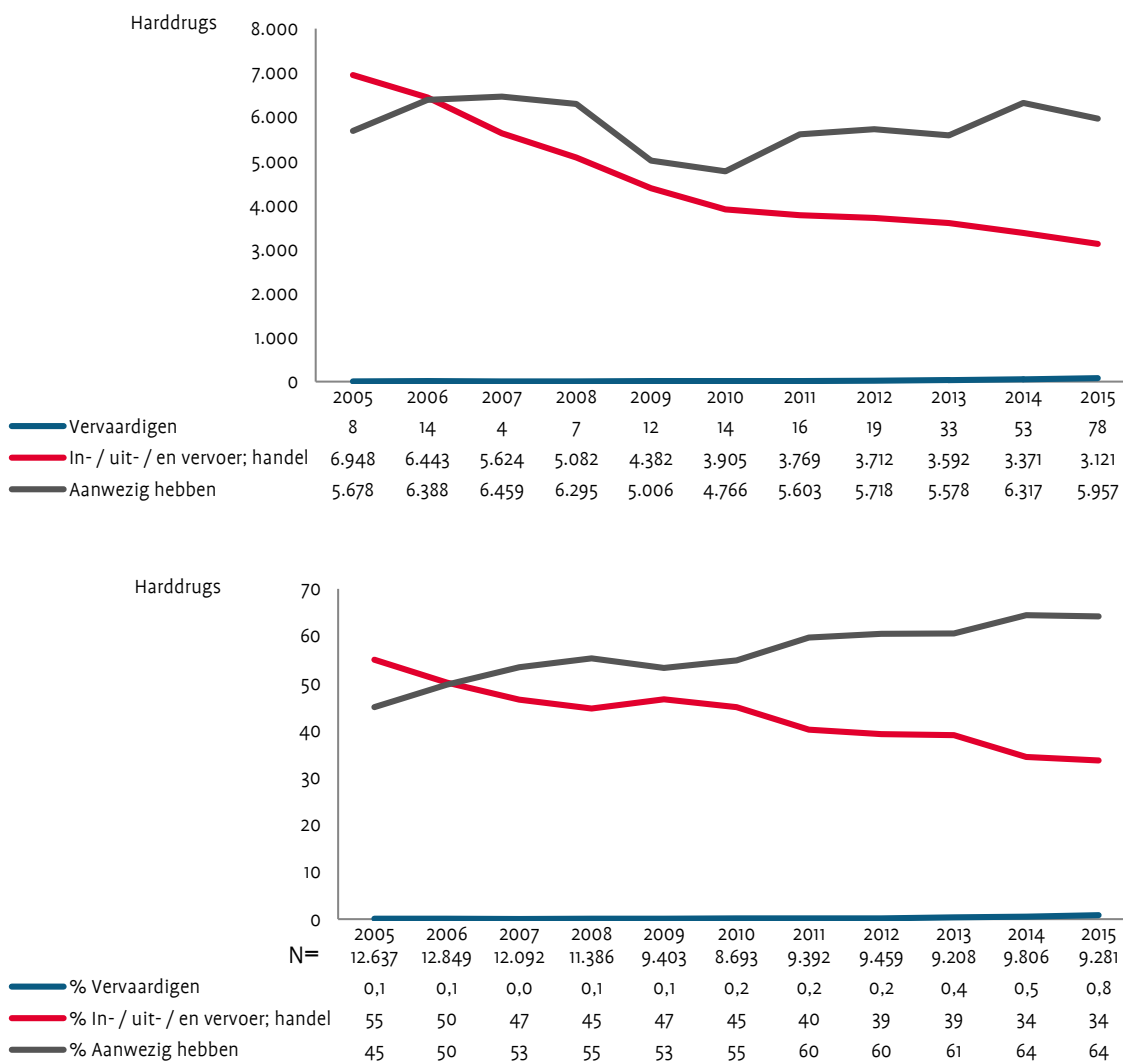 Harddrugs
8.000
7.000
6.000
5.000
4.000
3.000
2.000
1.000
0
2005 2006 2007 2008 2009 2010 2011 2012 2013 2014 2015
Vervaardigen 8 14 4 7 12 14 16 19 33 53 78
In- / uit- / en vervoer; handel 6.948 6.443 5.624 5.082 4.382 3.905 3.769 3.712 3.592 3.371 3.121
Aanwezig hebben 5.678 6.388 6.459 6.295 5.006 4.766 5.603 5.718 5.578 6.317 5.957
Harddrugs
70
60
50
40
30
20
10
0
2005 2006 2007 2008 2009 2010 2011 2012 2013 2014 2015
N= 12.637 12.849 12.092 11.386 9.403 8.693 9.392 9.459 9.208 9.806 9.281
% Vervaardigen 0,1 0,1 0,0 0,1 0,1 0,2 0,2 0,2 0,4 0,5 0,8
% In- / uit- / en vervoer; handel 55 50 47 45 47 45 40 39 39 34 34
% Aanwezig hebben 45 50 53 55 53 55 60 60 61 64 64